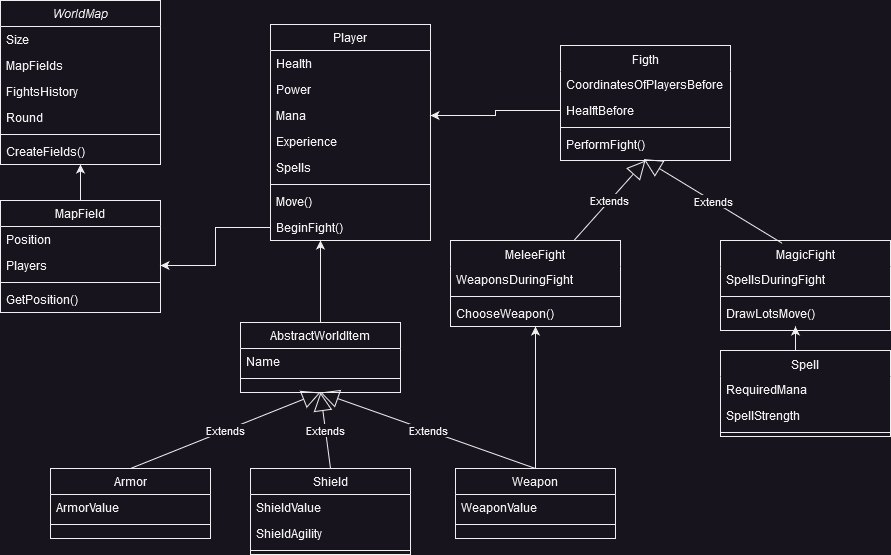 WorldMap
Size
MapFields
FightsHistory
Round
CreateFields()
MapField
Position
Players
GetPosition()
Player
Health
Power
Mana
Experience
Spells
Move()
BeginFight()
Figth
CoordinatesOfPlayersBefore
HealftBefore
PerformFight()
Extends
Extends
MeleeFight
WeaponsDuringFight
ChooseWeapon()
MagicFight
SpellsDuringFight
DrawLotsMove()
Spell
RequiredMana
SpellStrength
AbstractWorldItem
Name
Extends
Extends
Extends
Armor
ArmorValue
Shield
ShieldValue
ShieldAgility
Weapon
WeaponValue